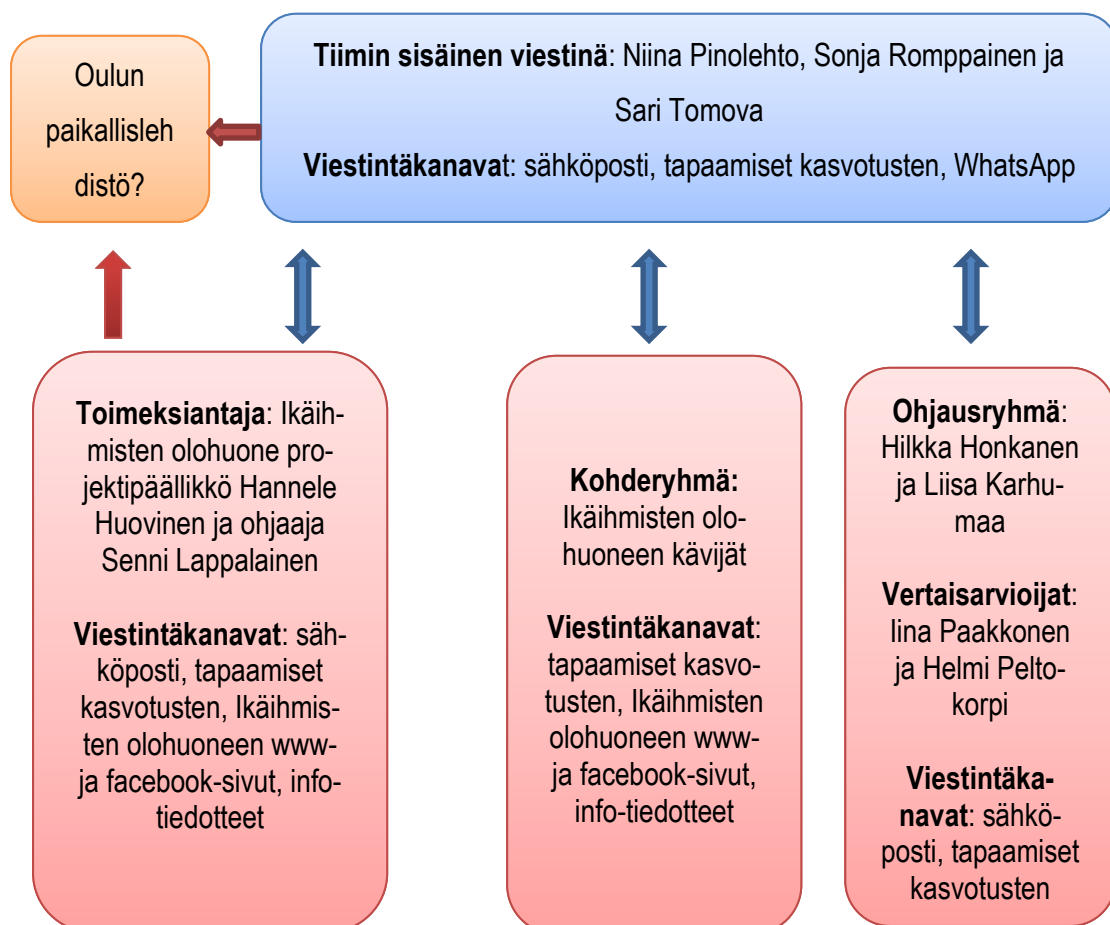 Oulun
paikallisleh
distö?
Tiimin sisäinen viestinä: Niina Pinolehto, Sonja Romppainen ja
Sari Tomova
Viestintäkanavat: sähköposti, tapaamiset kasvotusten, WhatsApp
Toimeksiantaja: Ikäih-
misten olohuone pro-
jektipäällikkö Hannele
Huovinen ja ohjaaja
Senni Lappalainen
Viestintäkanavat: säh-
köposti, tapaamiset
kasvotusten, Ikäihmis-
ten olohuoneen www-
ja facebook-sivut, info-
tiedotteet
Kohderyhmä:
Ikäihmisten olo-
huoneen kävijät
Viestintäkanavat:
tapaamiset kasvo-
tusten, Ikäihmisten
olohuoneen www-
ja facebook-sivut,
info-tiedotteet
Ohjausryhmä:
Hilkka Honkanen
ja Liisa Karhu-
maa
Vertaisarvioijat:
Iina Paakkonen
ja Helmi Pelto-
korpi
Viestintäka-
navat: sähkö-
posti, tapaamiset
kasvotusten